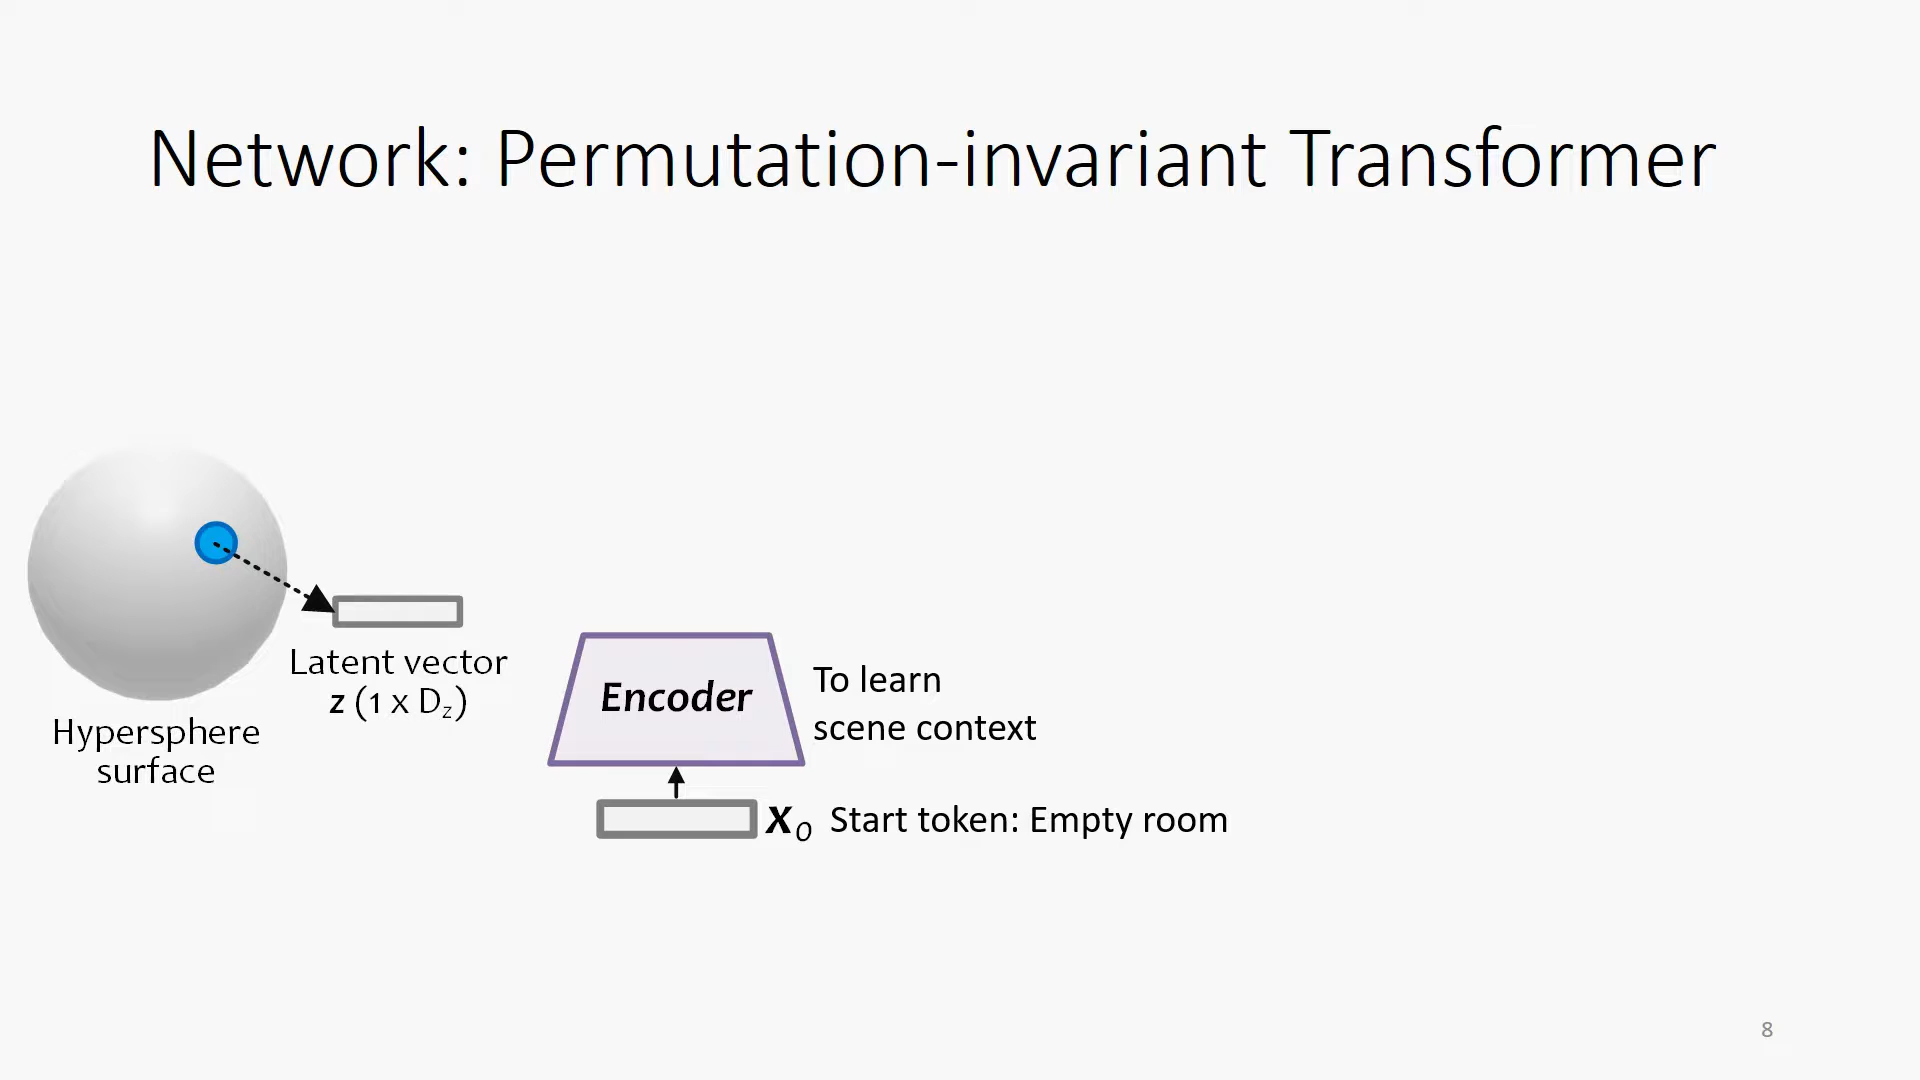 Network: Permutation-invariant Transformer
Latent vector
z (1 x Dz)
Hypersphere
surface
Encoder
To learn
scene context
X0 Start token: Empty room
8